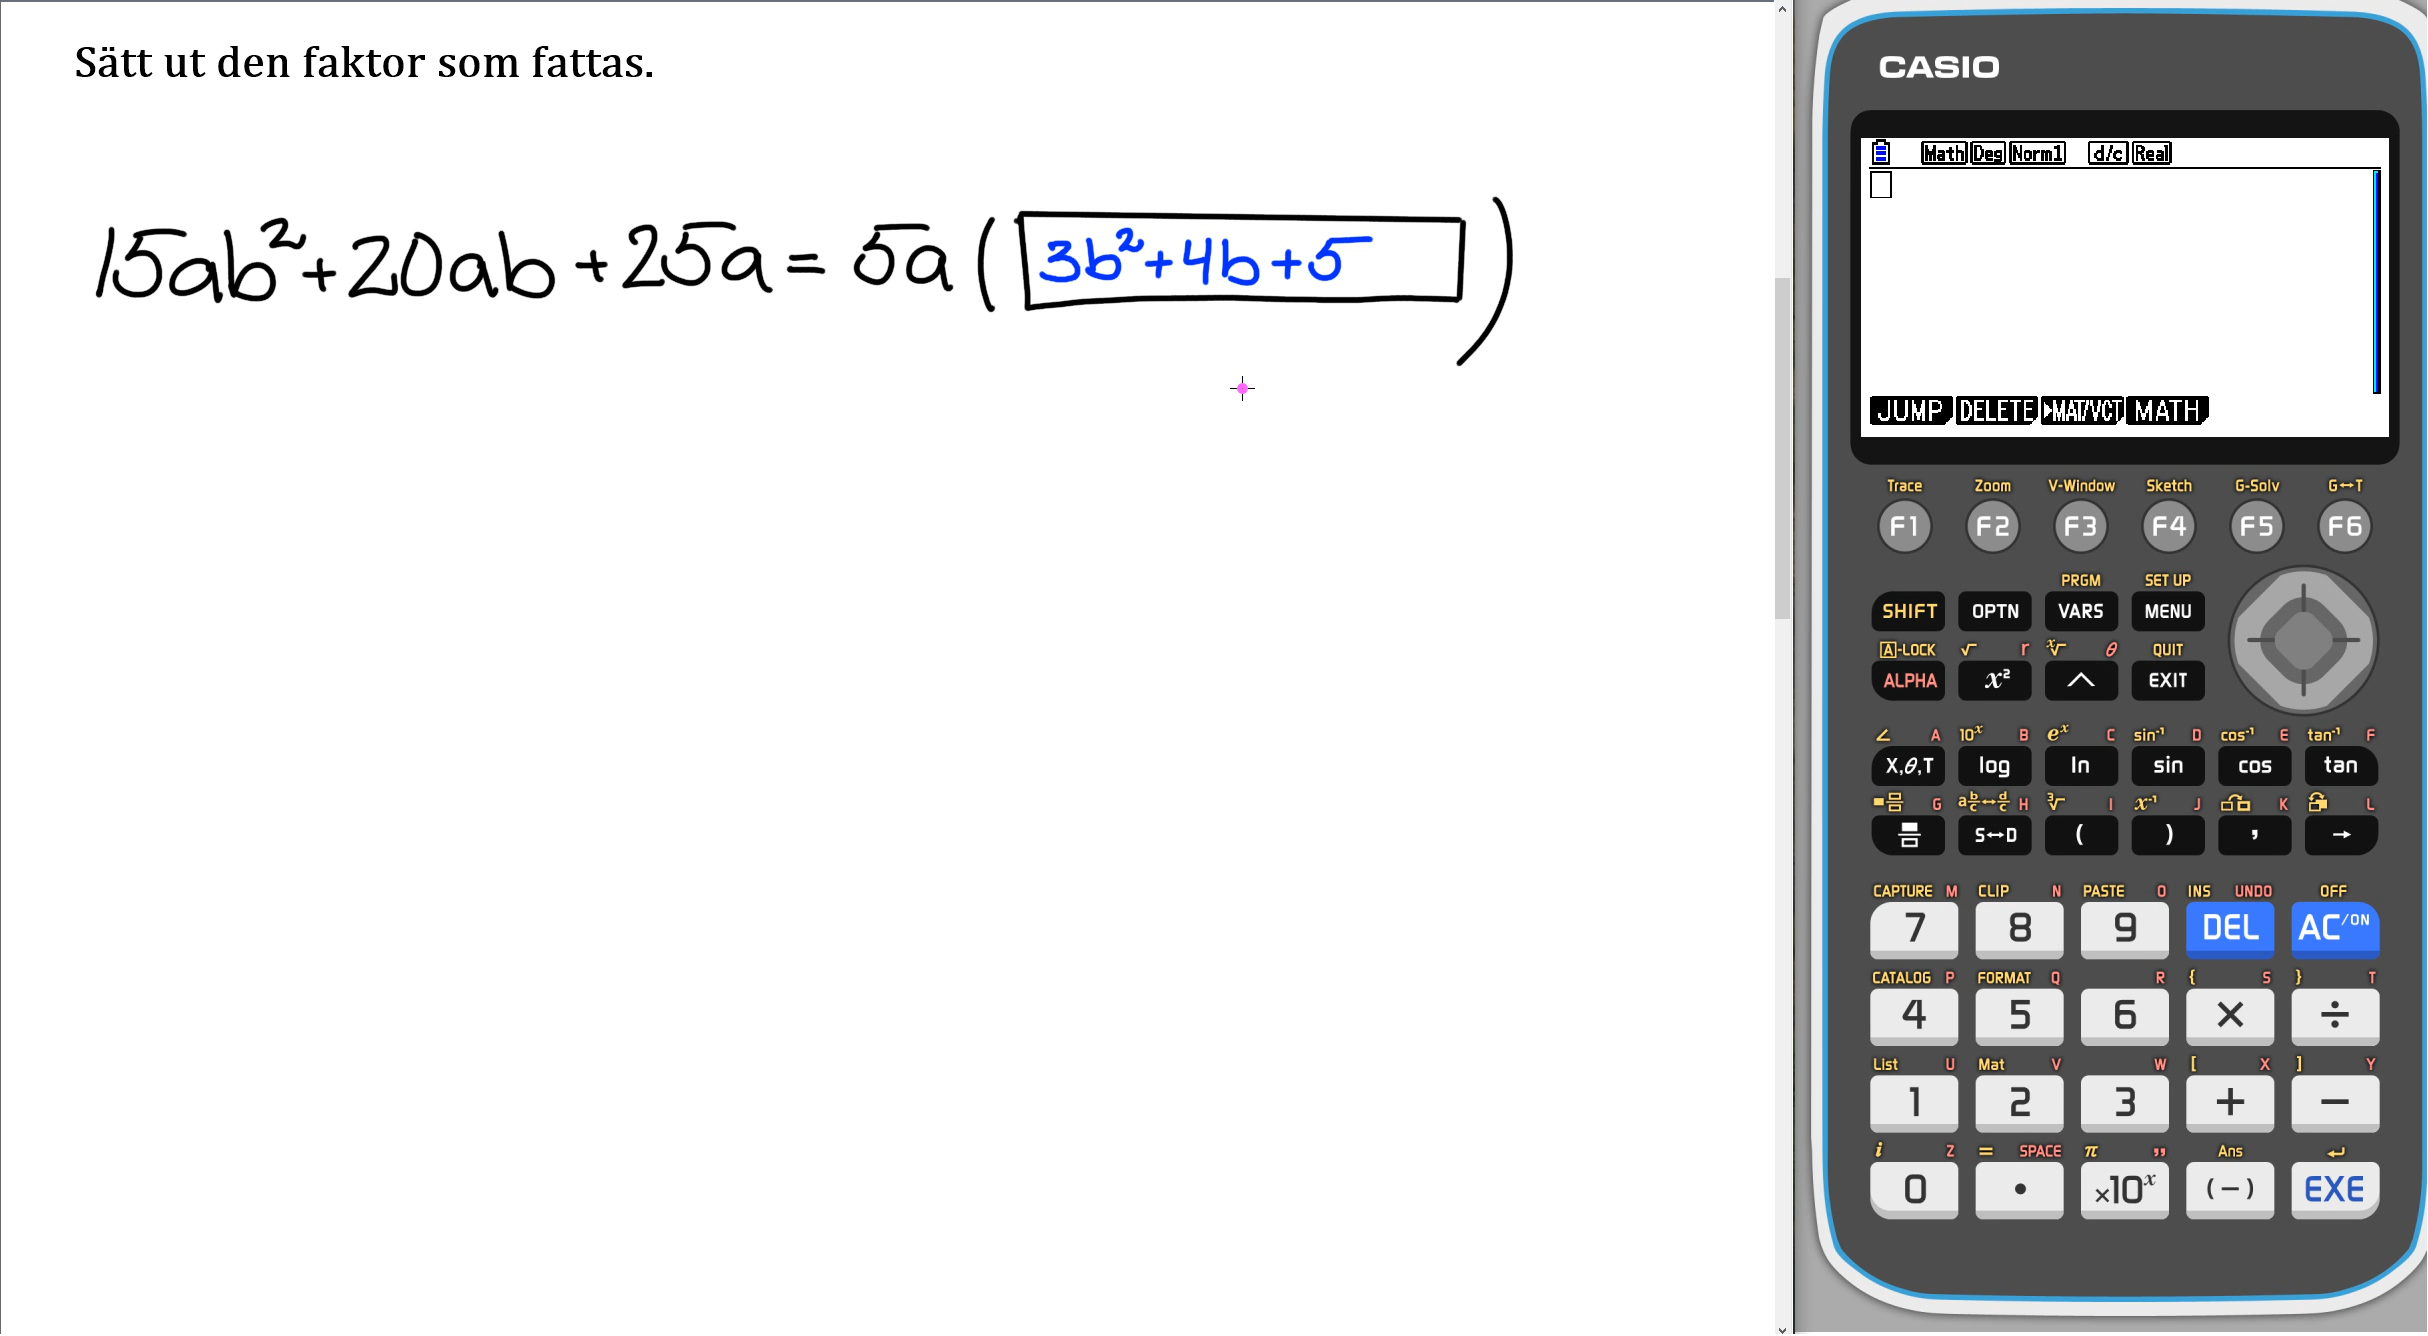 Sätt ut den faktor som fattas.
15ab²+20ab+25a = 5a (3b²+4b+5)
CASIO
Math Deg Norm1 d/c Real
JUMP DELETE ►MAT/VCT MATH
Trace Zoom V-Window Sketch G-Solv G↔T
F1 F2 F3 F4 F5 F6
PRGM SET UP
SHIFT OPTN VARS MENU
A-LOCK √ r ˣ√ θ QUIT
ALPHA x² ^ EXIT
∠ A 10ˣ B eˣ C sin⁻¹ D cos⁻¹ E tan⁻¹ F
X,θ,T log ln sin cos tan
G a b/c↔d/c H ³√ I x⁻¹ J K L
S↔D ( ) , →
CAPTURE M CLIP N PASTE O INS UNDO OFF
7 8 9 DEL AC/ON
CATALOG P FORMAT Q R { S } T
4 5 6 × ÷
List U Mat V W [ X ] Y
1 2 3 + −
i Z = SPACE π " Ans ↵
0 • ×10ˣ (−) EXE